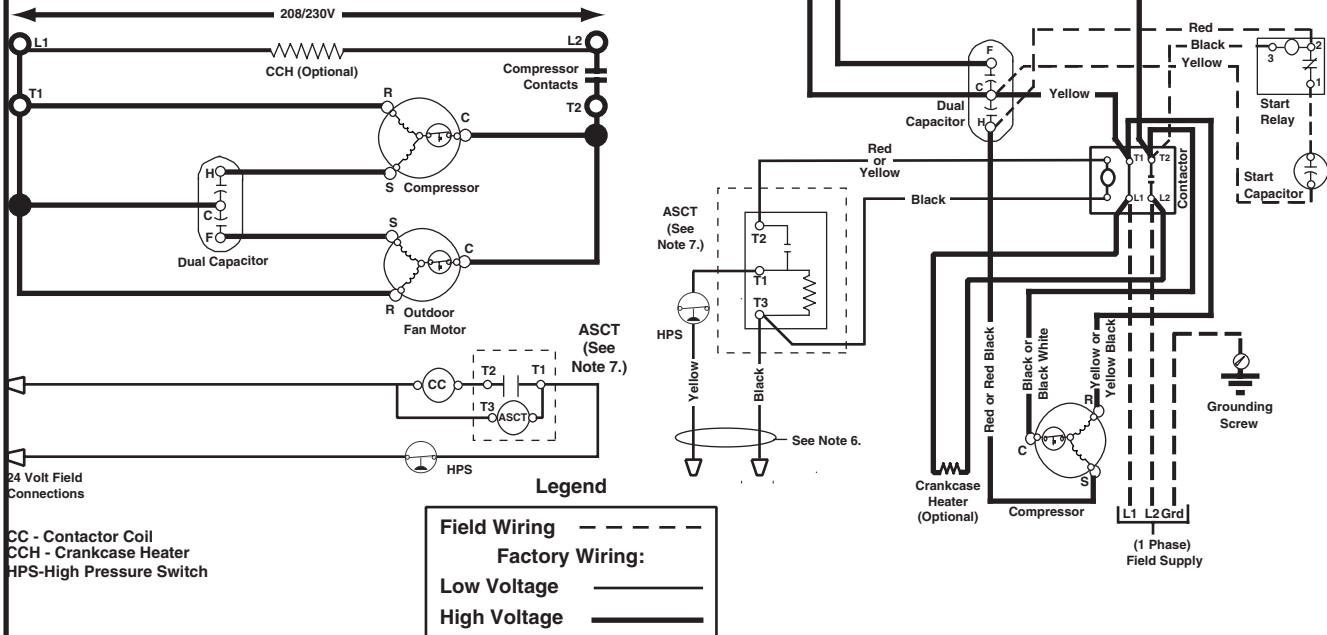 208/230V
L1
L2
CCH (Optional)
Compressor
Contacts
T1
T2
R
C
S
Compressor
H
C
F
Dual Capacitor
S
C
R
Outdoor
Fan Motor
ASCT
(See
Note 7.)
CC
T2
T1
T3
ASCT
HPS
24 Volt Field
Connections
CC - Contactor Coil
CCH - Crankcase Heater
HPS-High Pressure Switch
Legend
Field Wiring
Factory Wiring:
Low Voltage
High Voltage
F
C
H
Dual
Capacitor
Yellow
Red
Black
Yellow
2
3
1
Start
Relay
Start
Capacitor
Red
or
Yellow
Black
T1
T2
L1
L2
Contactor
ASCT
(See
Note 7.)
T2
T1
T3
HPS
Yellow
Black
See Note 6.
Red or Red Black
Black or
Black White
Yellow or
Yellow Black
R
C
S
Crankcase
Heater
(Optional)
Compressor
Grounding
Screw
L1 L2 Grd
(1 Phase)
Field Supply